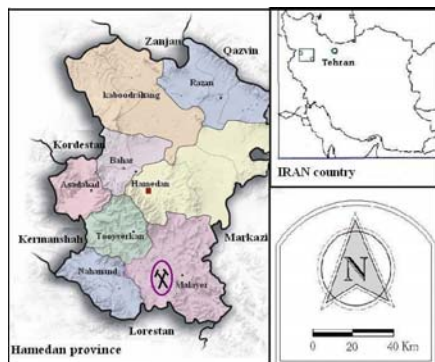 Zanjan
Qazvin
kaboodrahang
Razan
Kordestan
Bahar
Asadabad
Hamedan
Kermanshah
Tooyserkan
Markazi
Nahavand
Malayer
Lorestan
Hamedan province
Tehran
IRAN country
N
0 20 40 Km